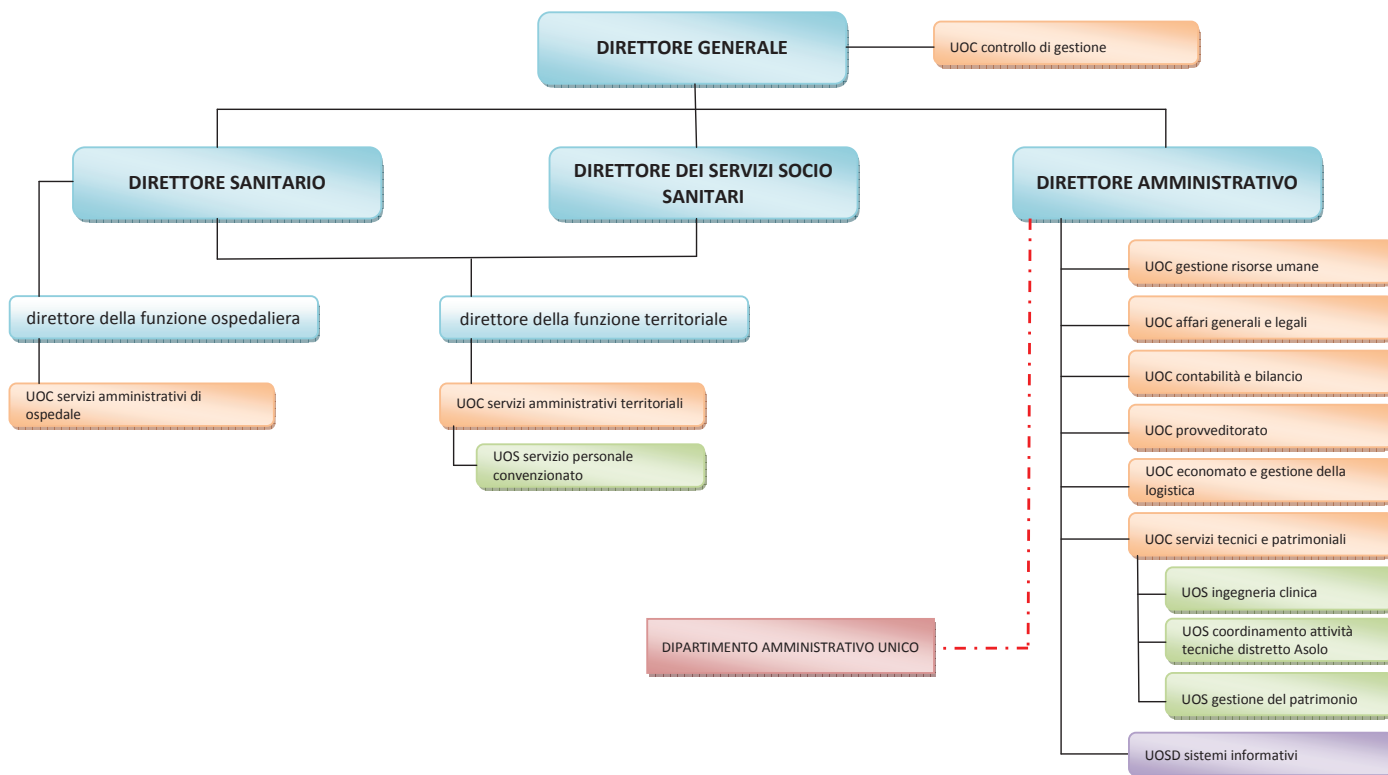 DIRETTORE GENERALE
UOC controllo di gestione
DIRETTORE SANITARIO
DIRETTORE DEI SERVIZI SOCIO
SANITARI
DIRETTORE AMMINISTRATIVO
direttore della funzione ospedaliera
UOC servizi amministrativi di
ospedale
direttore della funzione territoriale
UOC servizi amministrativi territoriali
UOS servizio personale
convenzionato
DIPARTIMENTO AMMINISTRATIVO UNICO
UOC gestione risorse umane
UOC affari generali e legali
UOC contabilità e bilancio
UOC provveditorato
UOC economato e gestione della
logistica
UOC servizi tecnici e patrimoniali
UOS ingegneria clinica
UOS coordinamento attività
tecniche distretto Asolo
UOS gestione del patrimonio
UOSD sistemi informativi